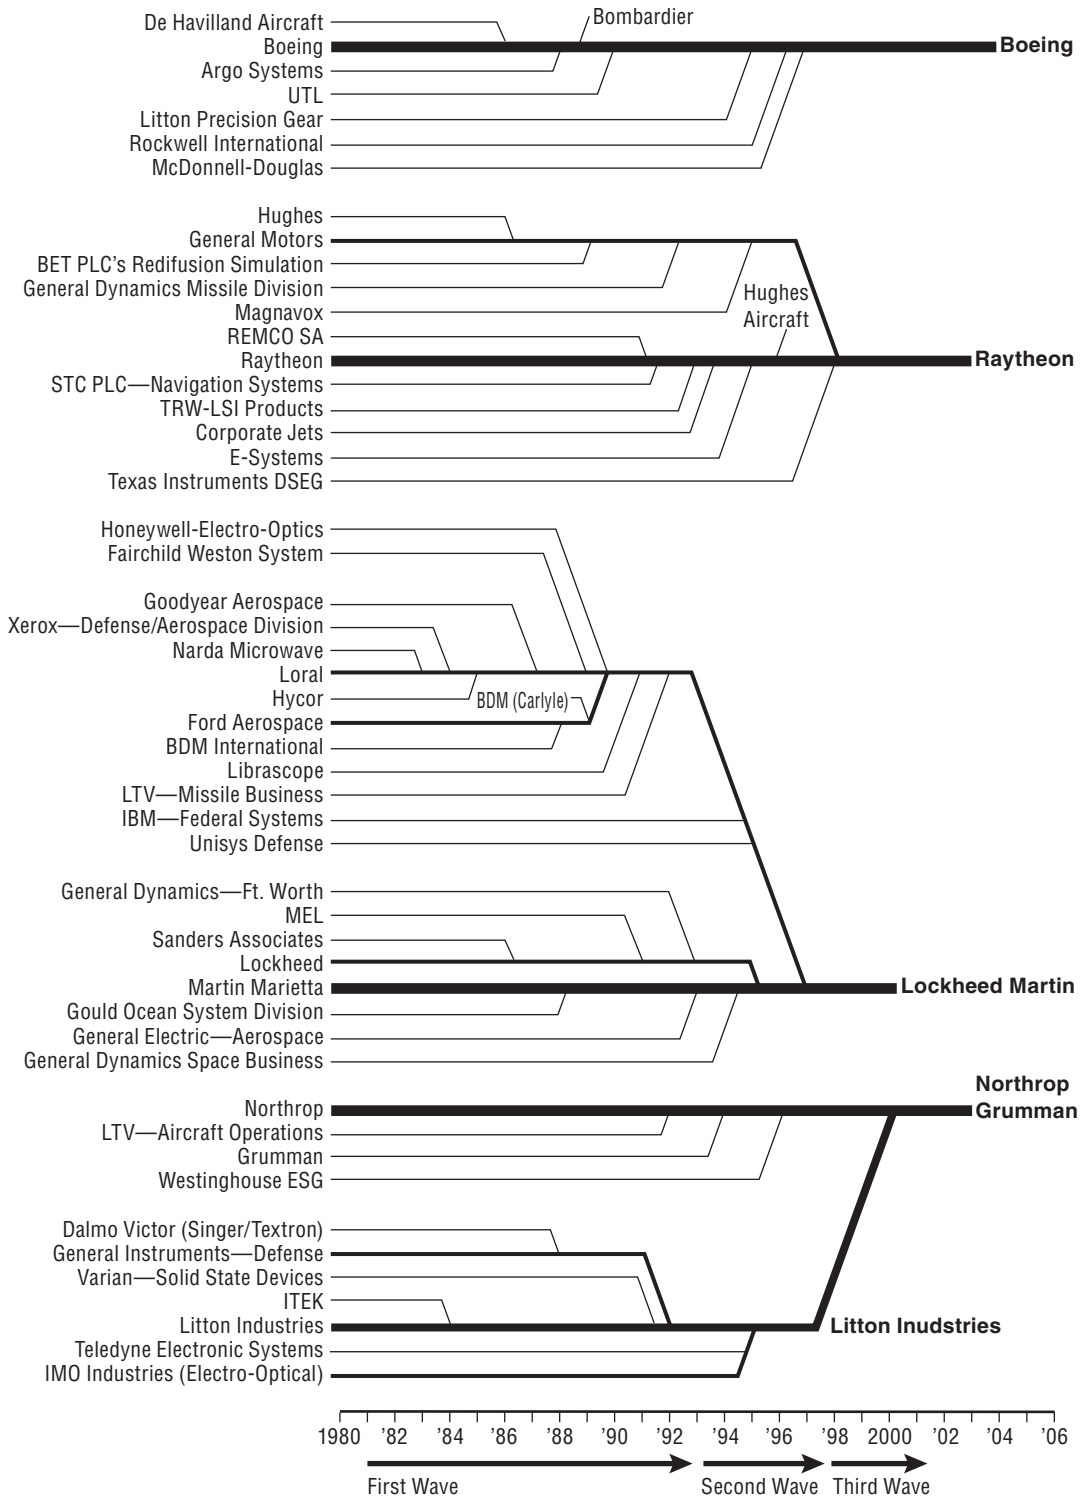 De Havilland Aircraft
Bombardier
Boeing
Boeing
Argo Systems
UTL
Litton Precision Gear
Rockwell International
McDonnell-Douglas
Hughes
General Motors
BET PLC’s Redifusion Simulation
General Dynamics Missile Division
Magnavox
Hughes
Aircraft
REMCO SA
Raytheon
Raytheon
STC PLC—Navigation Systems
TRW-LSI Products
Corporate Jets
E-Systems
Texas Instruments DSEG
Honeywell-Electro-Optics
Fairchild Weston System
Goodyear Aerospace
Xerox—Defense/Aerospace Division
Narda Microwave
Loral
Hycor
BDM (Carlyle)
Ford Aerospace
BDM International
Librascope
LTV—Missile Business
IBM—Federal Systems
Unisys Defense
General Dynamics—Ft. Worth
MEL
Sanders Associates
Lockheed
Martin Marietta
Lockheed Martin
Gould Ocean System Division
General Electric—Aerospace
General Dynamics Space Business
Northrop
Northrop
Grumman
LTV—Aircraft Operations
Grumman
Westinghouse ESG
Dalmo Victor (Singer/Textron)
General Instruments—Defense
Varian—Solid State Devices
ITEK
Litton Industries
Litton Inudstries
Teledyne Electronic Systems
IMO Industries (Electro-Optical)
1980 ’82 ’84 ’86 ’88 ’90 ’92 ’94 ’96 ’98 2000 ’02 ’04 ’06
First Wave Second Wave Third Wave